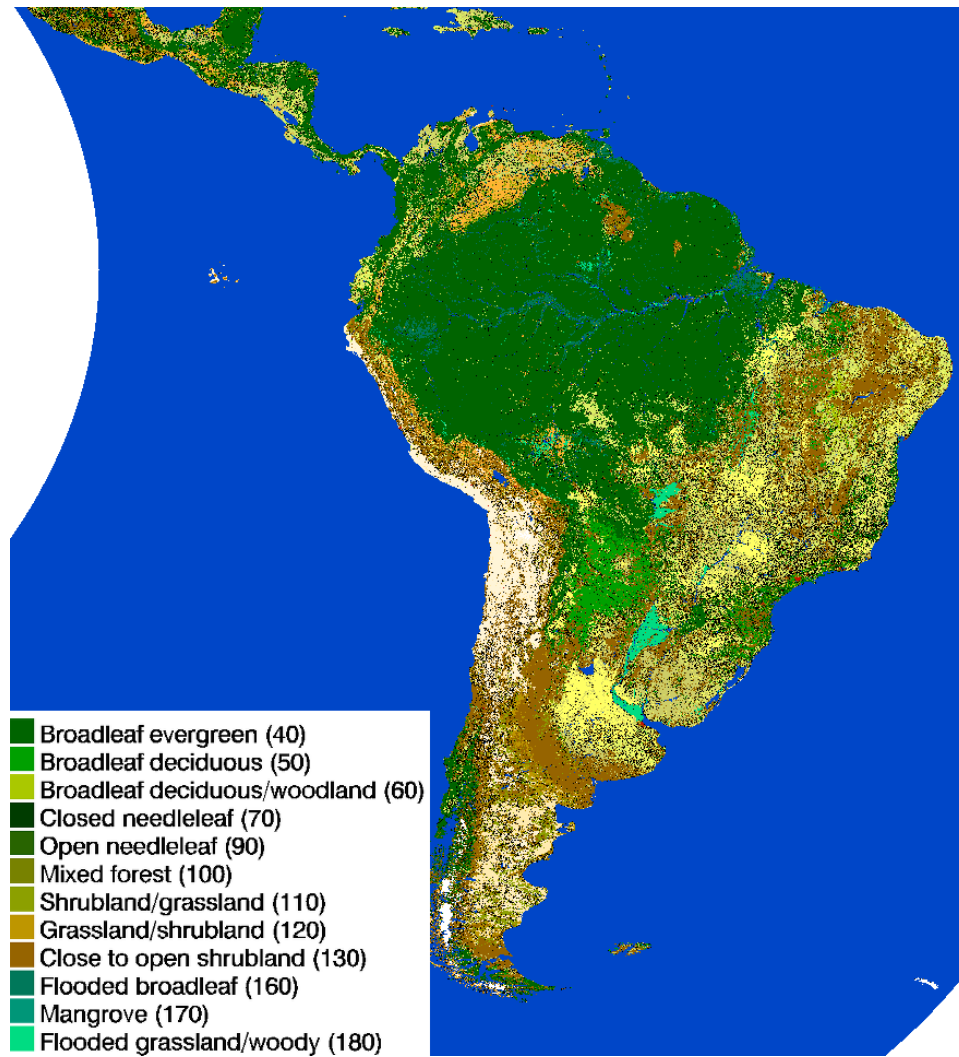 Broadleaf evergreen (40)
Broadleaf deciduous (50)
Broadleaf deciduous/woodland (60)
Closed needleleaf (70)
Open needleleaf (90)
Mixed forest (100)
Shrubland/grassland (110)
Grassland/shrubland (120)
Close to open shrubland (130)
Flooded broadleaf (160)
Mangrove (170)
Flooded grassland/woody (180)